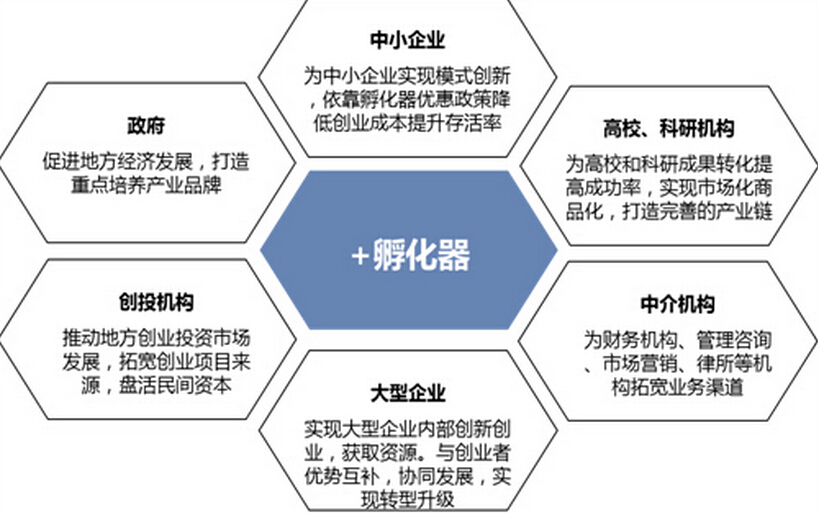 中小企业
为中小企业实现模式创新
，依靠孵化器优惠政策降
低创业成本提升存活率
政府
促进地方经济发展，打造
重点培养产业品牌
高校、科研机构
为高校和科研成果转化提
高成功率，实现市场化商
品化，打造完善的产业链
+孵化器
创投机构
推动地方创业投资市场
发展，拓宽创业项目来
源，盘活民间资本
中介机构
为财务机构、管理咨询
、市场营销、律所等机
构拓宽业务渠道
大型企业
实现大型企业内部创新创
业，获取资源。与创业者
优势互补，协同发展，实
现转型升级